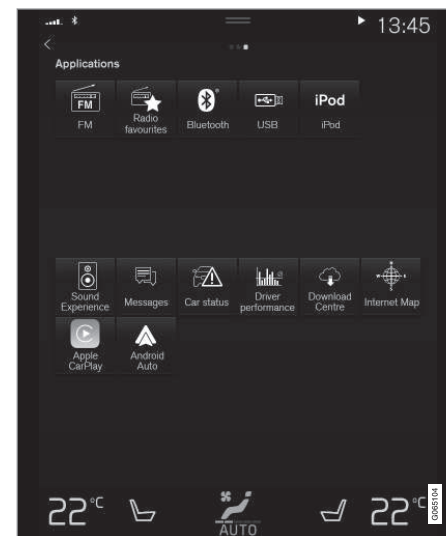 13:45
Applications
FM
FM
Radio
favourites
Bluetooth
USB
iPod
iPod
Sound
Experience
Messages
Car status
Driver
performance
Download
Centre
Internet Map
Apple
CarPlay
Android
Auto
22°C
AUTO
22°C
G065104